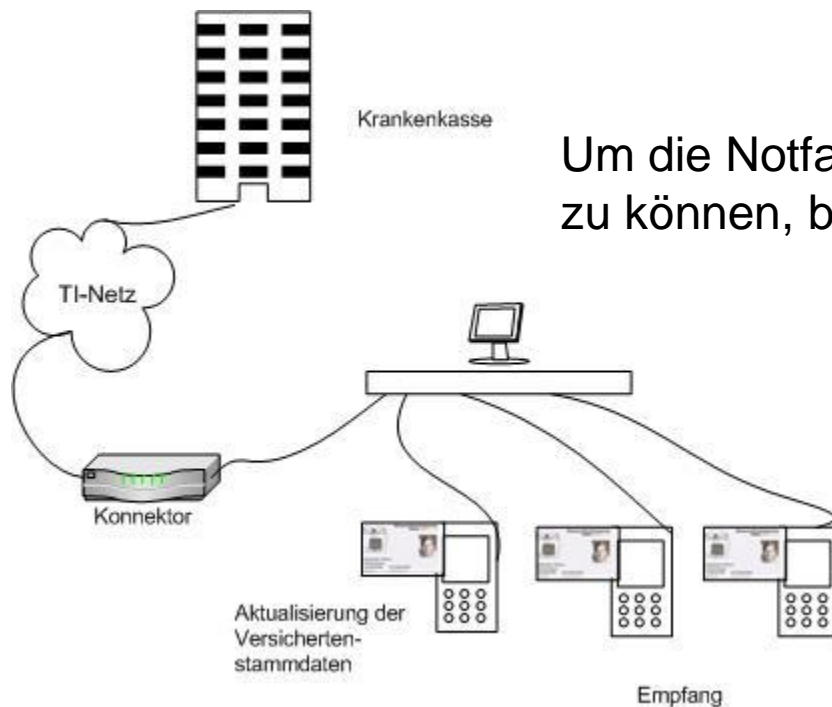 Krankenkasse
Um die Notfa
zu können, b
TI-Netz
Konnektor
Aktualisierung der
Versicherten-
stammdaten
Empfang